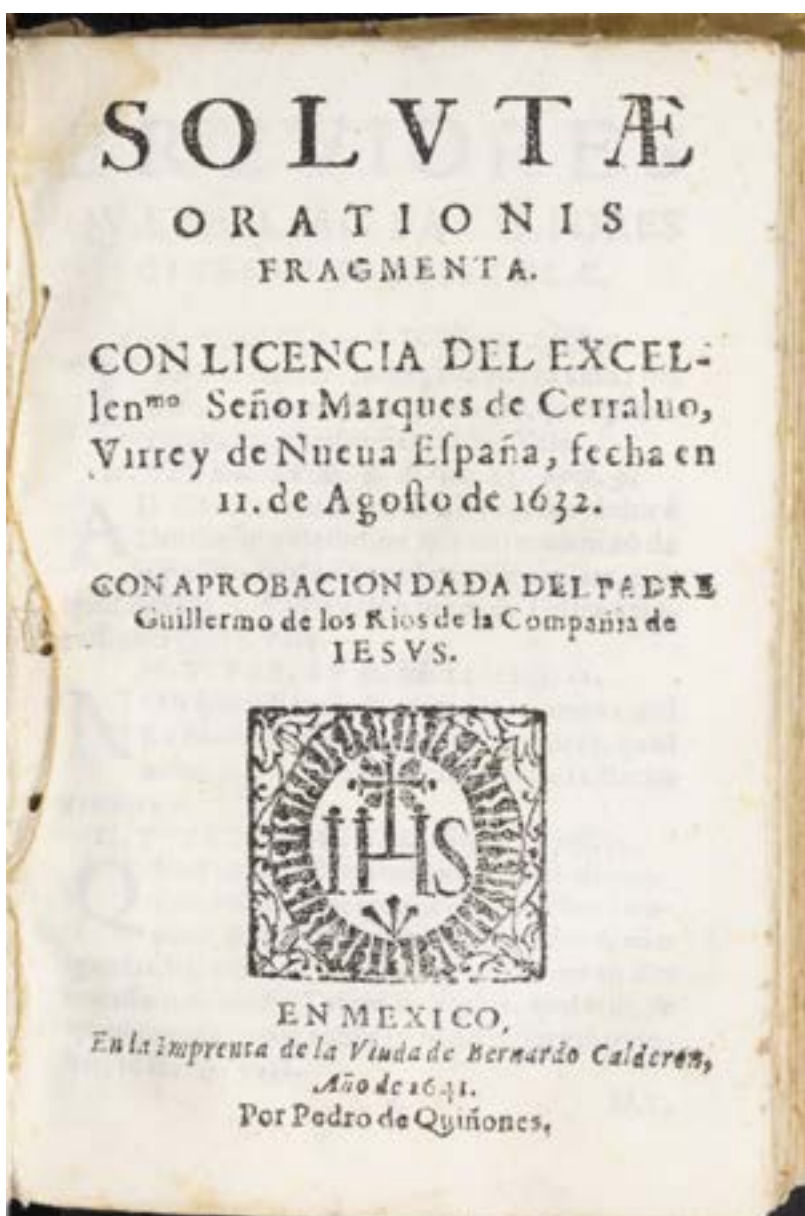 SOLVTÆ
ORATIONIS
FRAGMENTA.
CON LICENCIA DEL EXCEL-
lenᵐᵒ Señor Marques de Cerraluo,
Virrey de Nueua Eſpaña, fecha en
11. de Agoſto de 1632.
CON APROBACION DADA DEL PADRE
Guillermo de los Rios de la Compañia de
IESVS.
IHS
EN MEXICO,
En la Imprenta de la Viuda de Bernardo Calderon,
Año de 1641.
Por Pedro de Quiñones,